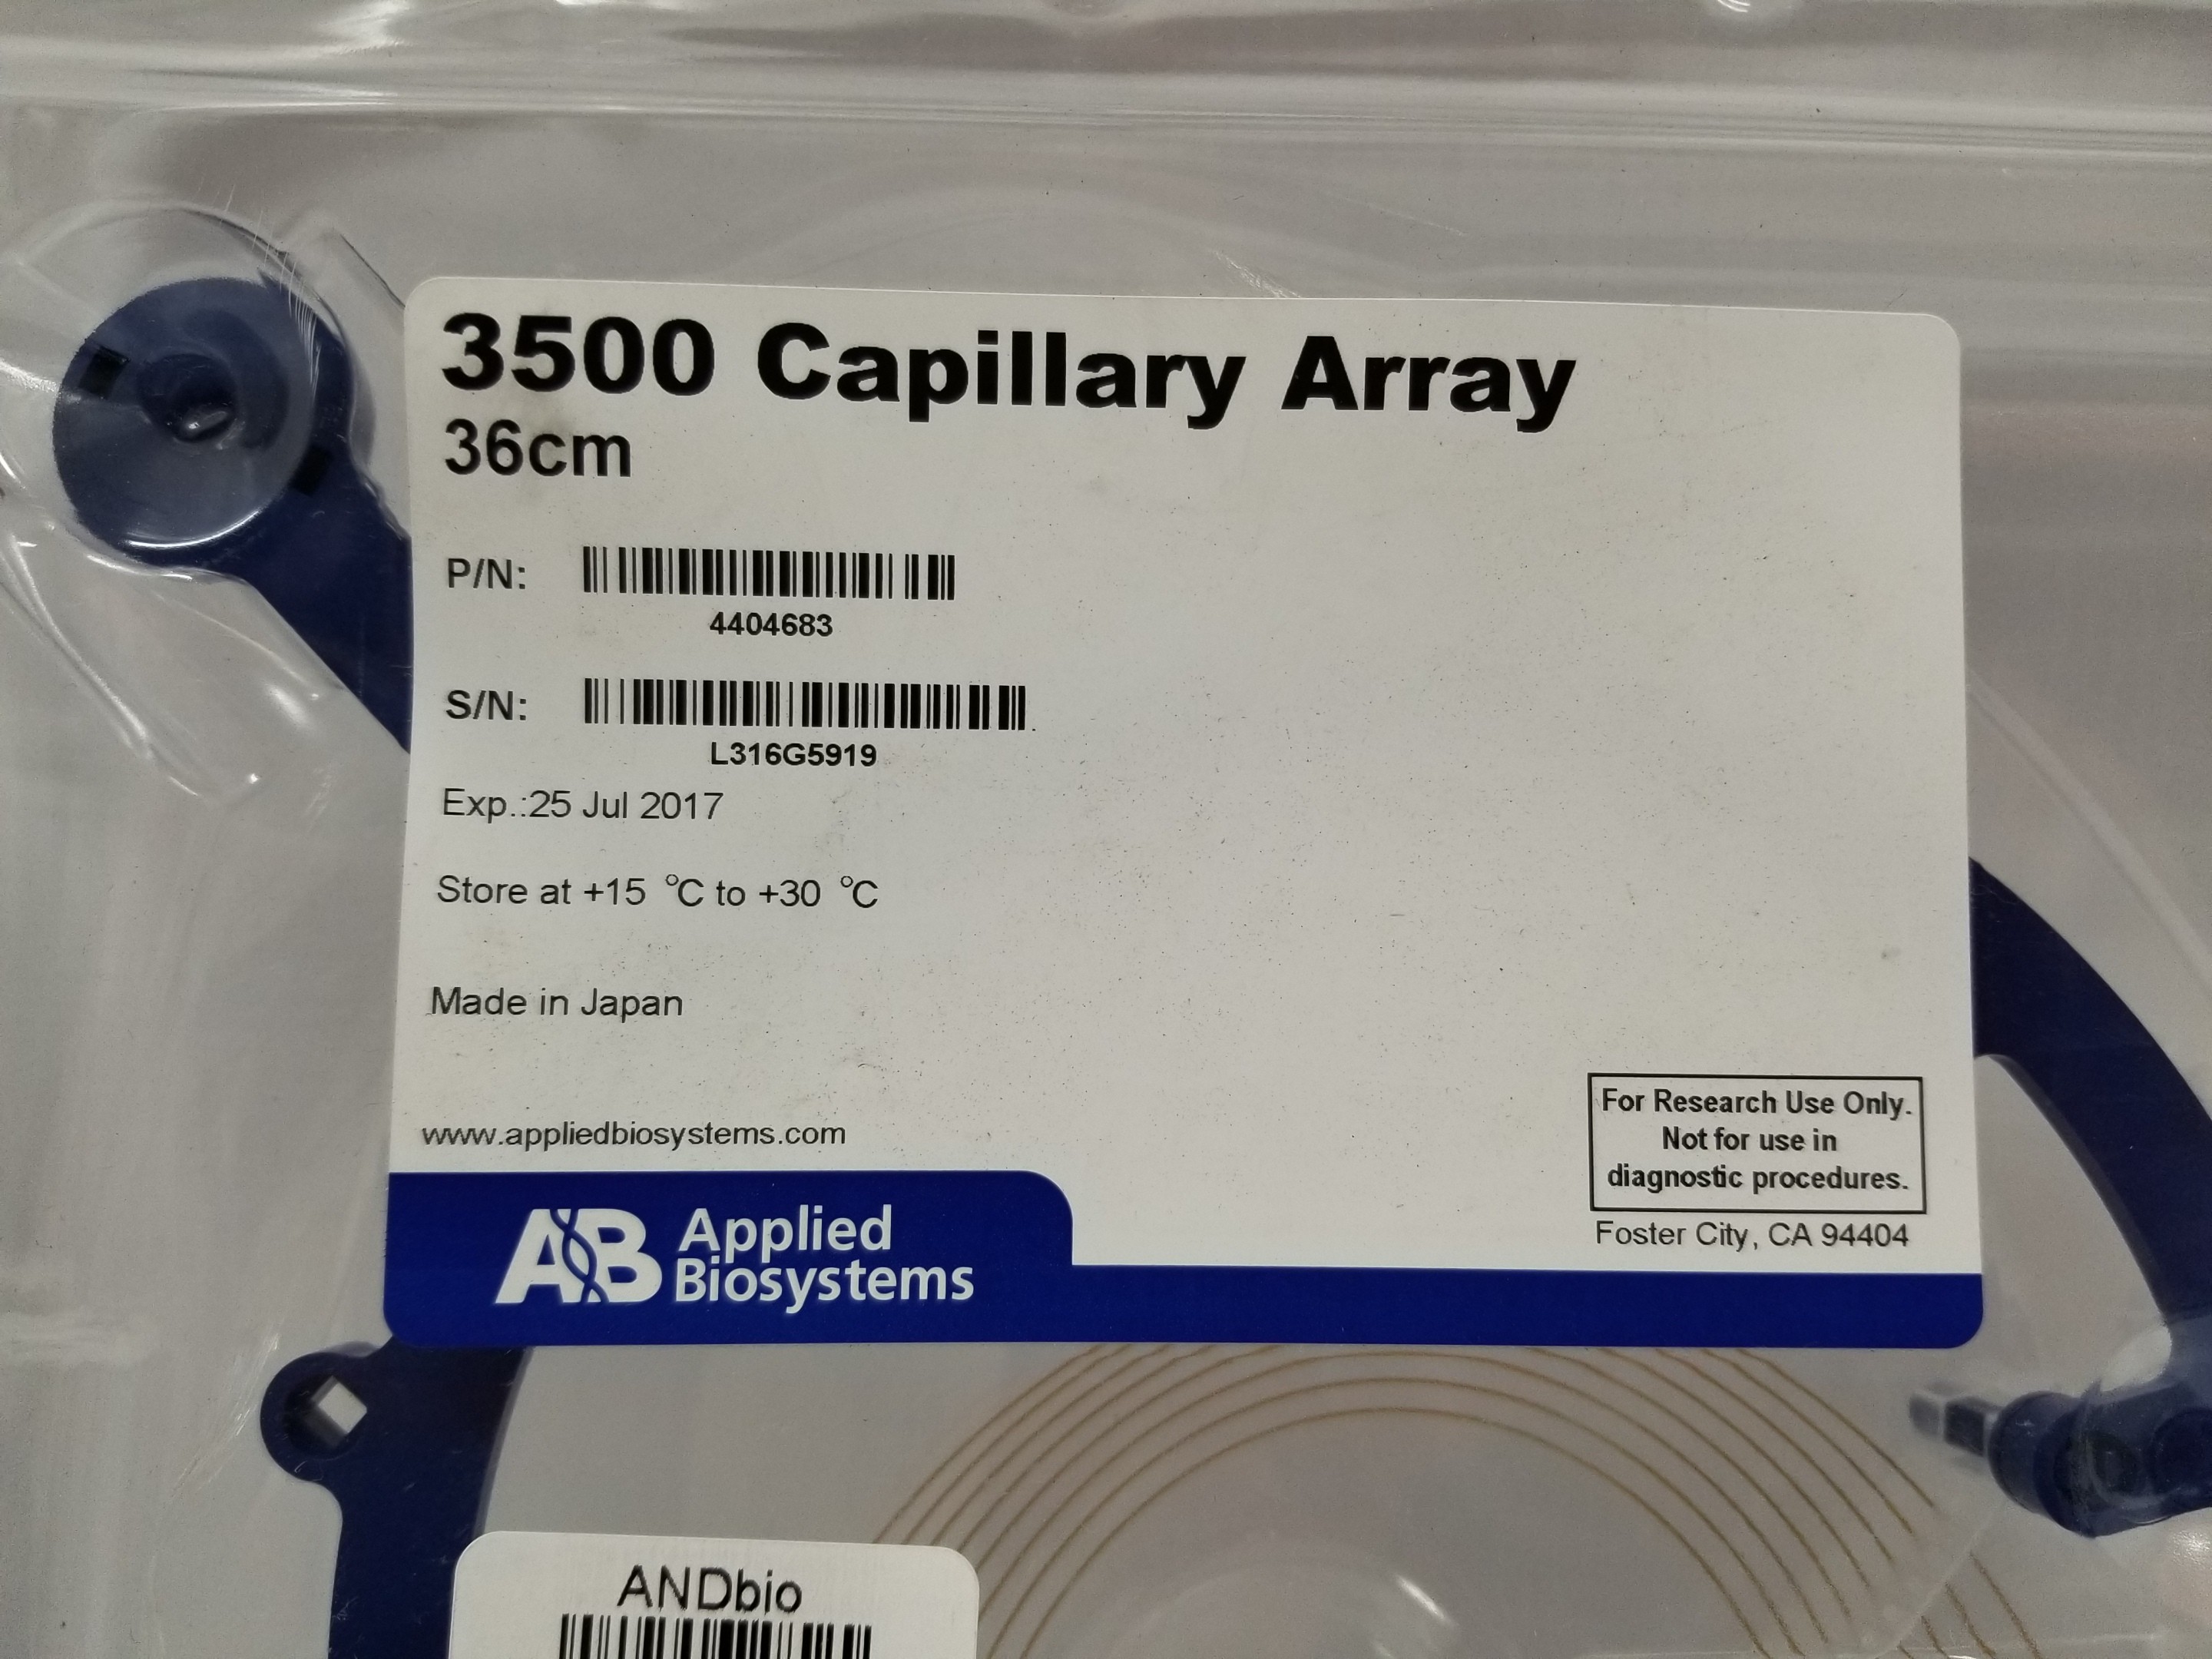 3500 Capillary Array
36cm
P/N:
4404683
S/N:
L316G5919
Exp.:25 Jul 2017
Store at +15 ℃ to +30 ℃
Made in Japan
www.appliedbiosystems.com
For Research Use Only.
Not for use in
diagnostic procedures.
Foster City, CA 94404
AB Applied
Biosystems
ANDbio